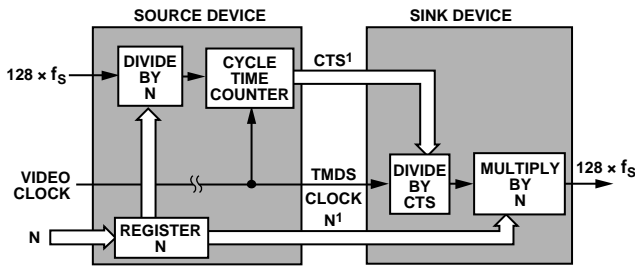 SOURCE DEVICE
SINK DEVICE
128 × fS
DIVIDE
BY
N
CYCLE
TIME
COUNTER
CTS1
VIDEO
CLOCK
TMDS
CLOCK
N1
DIVIDE
BY
CTS
MULTIPLY
BY
N
128 × fS
N
REGISTER
N